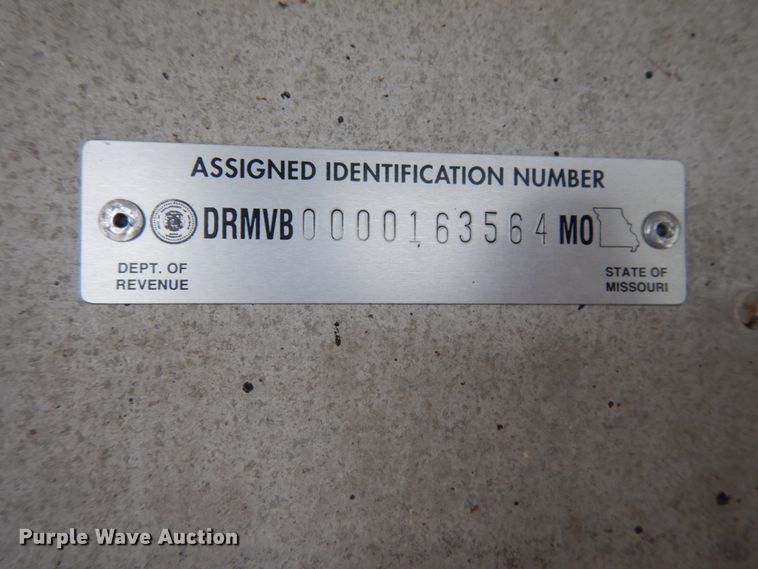 ASSIGNED IDENTIFICATION NUMBER
DRMVB0000163564MO
DEPT. OF
REVENUE
STATE OF
MISSOURI
Purple Wave Auction